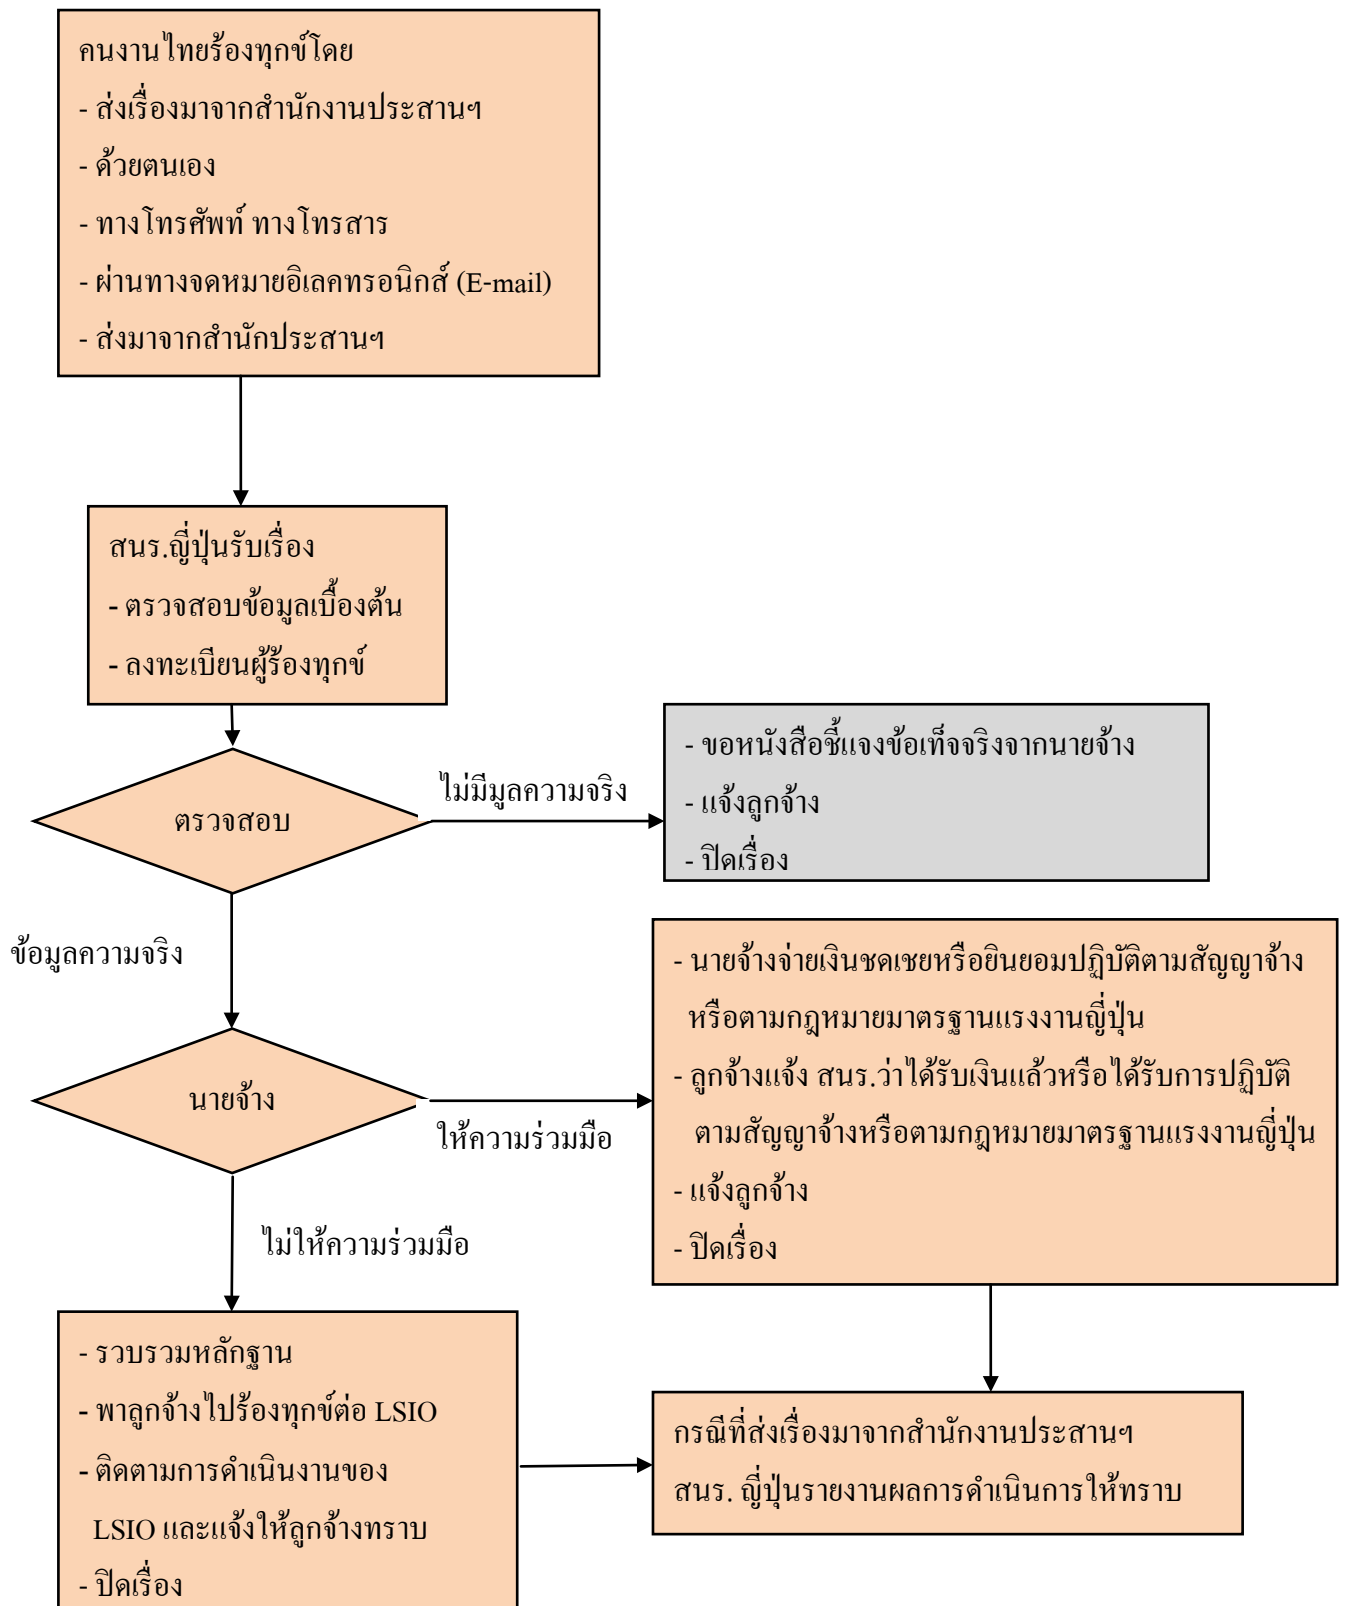 คนงานไทยร้องทุกข์โดย
- ส่งเรื่องมาจากสำนักงานประสานฯ
- ด้วยตนเอง
- ทางโทรศัพท์ ทางโทรสาร
- ผ่านทางจดหมายอิเลคทรอนิกส์ (E-mail)
- ส่งมาจากสำนักประสานฯ
สนร.ญี่ปุ่นรับเรื่อง
- ตรวจสอบข้อมูลเบื้องต้น
- ลงทะเบียนผู้ร้องทุกข์
ตรวจสอบ
ไม่มีมูลความจริง
- ขอหนังสือชี้แจงข้อเท็จจริงจากนายจ้าง
- แจ้งลูกจ้าง
- ปิดเรื่อง
ข้อมูลความจริง
นายจ้าง
ให้ความร่วมมือ
- นายจ้างจ่ายเงินชดเชยหรือยินยอมปฏิบัติตามสัญญาจ้าง
หรือตามกฎหมายมาตรฐานแรงงานญี่ปุ่น
- ลูกจ้างแจ้ง สนร.ว่าได้รับเงินแล้วหรือได้รับการปฏิบัติ
ตามสัญญาจ้างหรือตามกฎหมายมาตรฐานแรงงานญี่ปุ่น
- แจ้งลูกจ้าง
- ปิดเรื่อง
ไม่ให้ความร่วมมือ
- รวบรวมหลักฐาน
- พาลูกจ้างไปร้องทุกข์ต่อ LSIO
- ติดตามการดำเนินงานของ
LSIO และแจ้งให้ลูกจ้างทราบ
- ปิดเรื่อง
กรณีที่ส่งเรื่องมาจากสำนักงานประสานฯ
สนร. ญี่ปุ่นรายงานผลการดำเนินการให้ทราบ